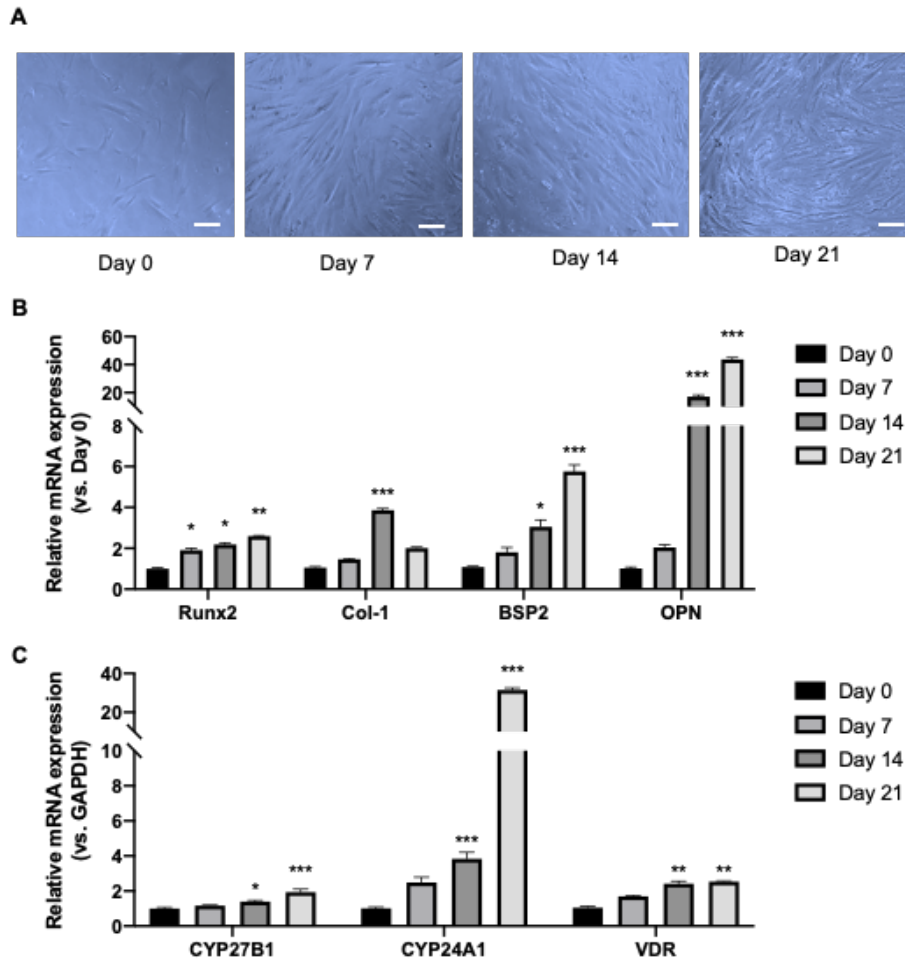 A
Day 0 Day 7 Day 14 Day 21
B
Relative mRNA expression
(vs. Day 0)
60
40
20
8
6
4
2
0
* * **
***
* ***
*** ***
Runx2 Col-1 BSP2 OPN
Day 0
Day 7
Day 14
Day 21
C
Relative mRNA expression
(vs. GAPDH)
40
20
10
8
6
4
2
0
* ***
*** ***
** **
CYP27B1 CYP24A1 VDR
Day 0
Day 7
Day 14
Day 21